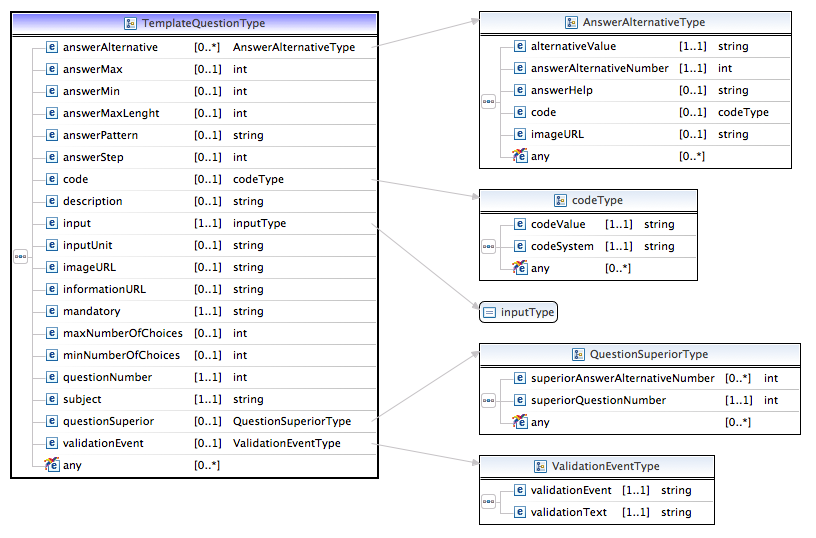 TemplateQuestionType
answerAlternative [0..*] AnswerAlternativeType
answerMax [0..1] int
answerMin [0..1] int
answerMaxLenght [0..1] int
answerPattern [0..1] string
answerStep [0..1] int
code [0..1] codeType
description [0..1] string
input [1..1] inputType
inputUnit [0..1] string
imageURL [0..1] string
informationURL [0..1] string
mandatory [1..1] string
maxNumberOfChoices [0..1] int
minNumberOfChoices [0..1] int
questionNumber [1..1] int
subject [1..1] string
questionSuperior [0..1] QuestionSuperiorType
validationEvent [0..1] ValidationEventType
any [0..*]
AnswerAlternativeType
alternativeValue [1..1] string
answerAlternativeNumber [1..1] int
answerHelp [0..1] string
code [0..1] codeType
imageURL [0..1] string
any [0..*]
codeType
codeValue [1..1] string
codeSystem [1..1] string
any [0..*]
inputType
QuestionSuperiorType
superiorAnswerAlternativeNumber [0..*] int
superiorQuestionNumber [1..1] int
any [0..*]
ValidationEventType
validationEvent [1..1] string
validationText [1..1] string